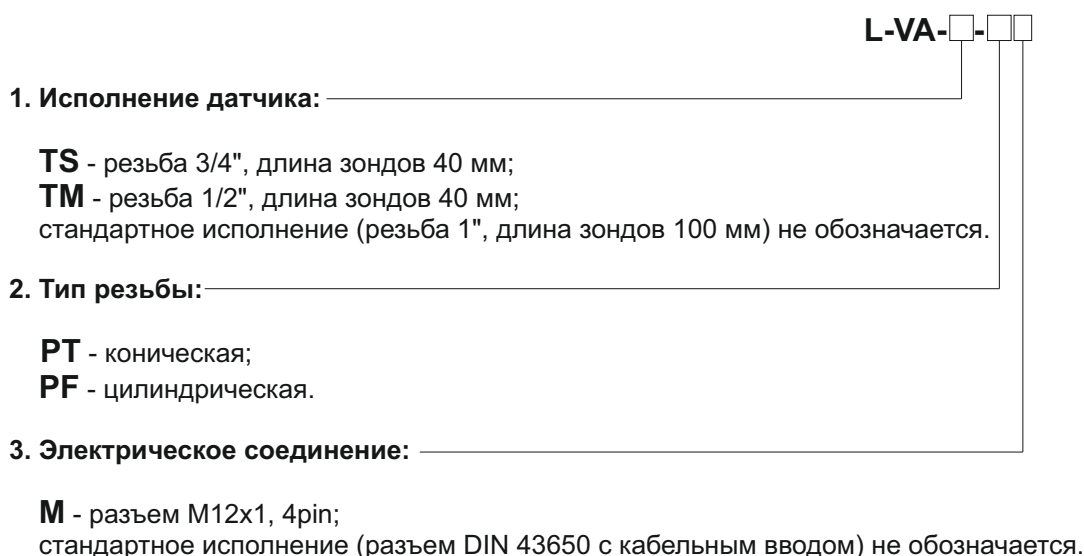 L-VA-□-□□
1. Исполнение датчика:
TS - резьба 3/4", длина зондов 40 мм;
TM - резьба 1/2", длина зондов 40 мм;
стандартное исполнение (резьба 1", длина зондов 100 мм) не обозначается.
2. Тип резьбы:
PT - коническая;
PF - цилиндрическая.
3. Электрическое соединение:
M - разъем M12x1, 4pin;
стандартное исполнение (разъем DIN 43650 с кабельным вводом) не обозначается